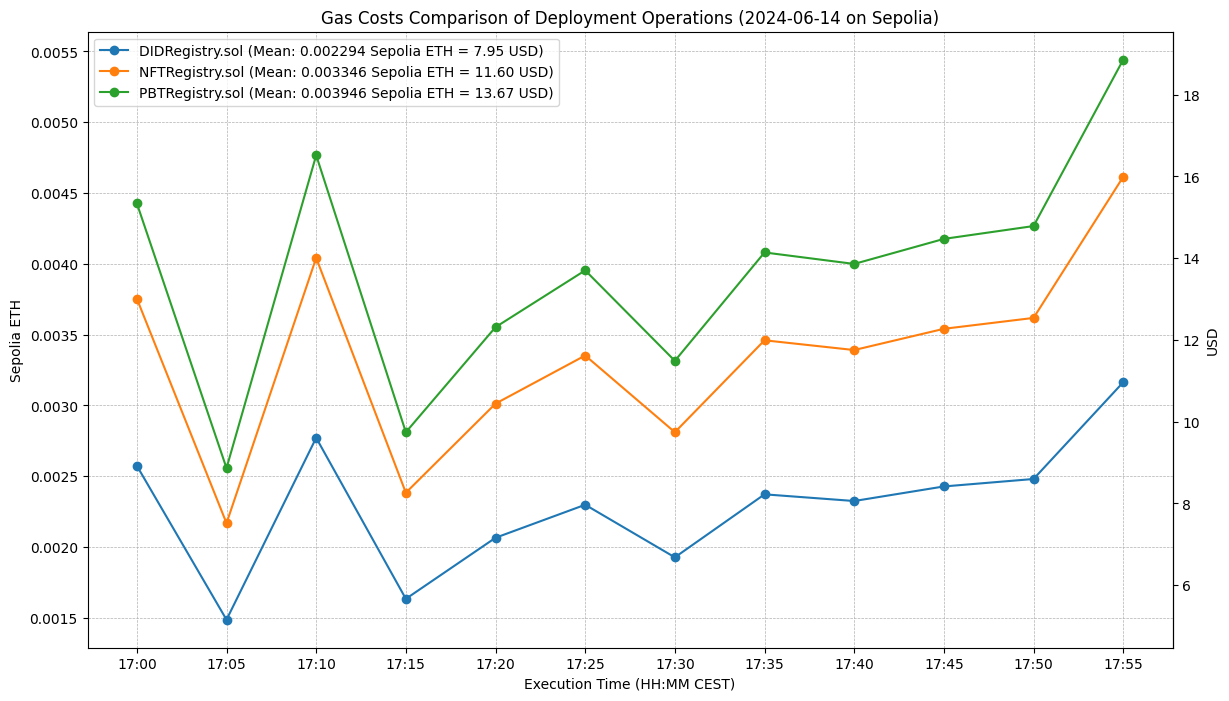 Gas Costs Comparison of Deployment Operations (2024-06-14 on Sepolia)
DIDRegistry.sol (Mean: 0.002294 Sepolia ETH = 7.95 USD)
NFTRegistry.sol (Mean: 0.003346 Sepolia ETH = 11.60 USD)
PBTRegistry.sol (Mean: 0.003946 Sepolia ETH = 13.67 USD)
Sepolia ETH
0.0055
0.0050
0.0045
0.0040
0.0035
0.0030
0.0025
0.0020
0.0015
18
16
14
12
10
8
6
USD
17:00 17:05 17:10 17:15 17:20 17:25 17:30 17:35 17:40 17:45 17:50 17:55
Execution Time (HH:MM CEST)